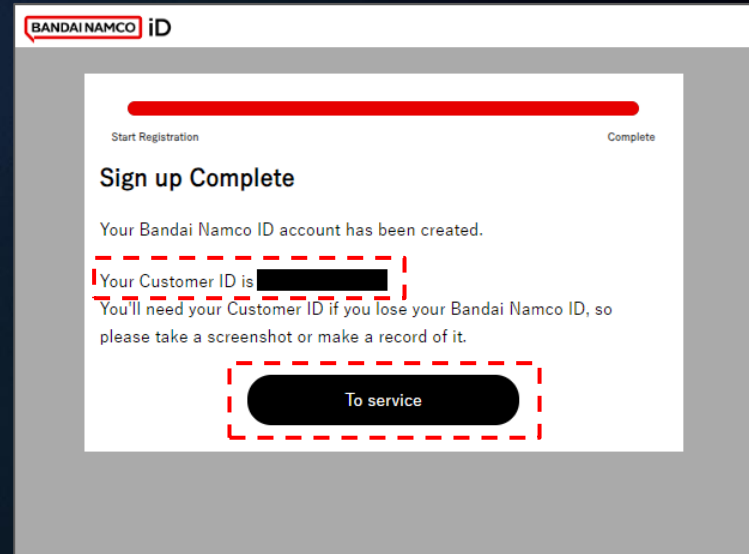 BANDAI NAMCO iD
Start Registration
Complete
Sign up Complete
Your Bandai Namco ID account has been created.
Your Customer ID is
You'll need your Customer ID if you lose your Bandai Namco ID, so
please take a screenshot or make a record of it.
To service